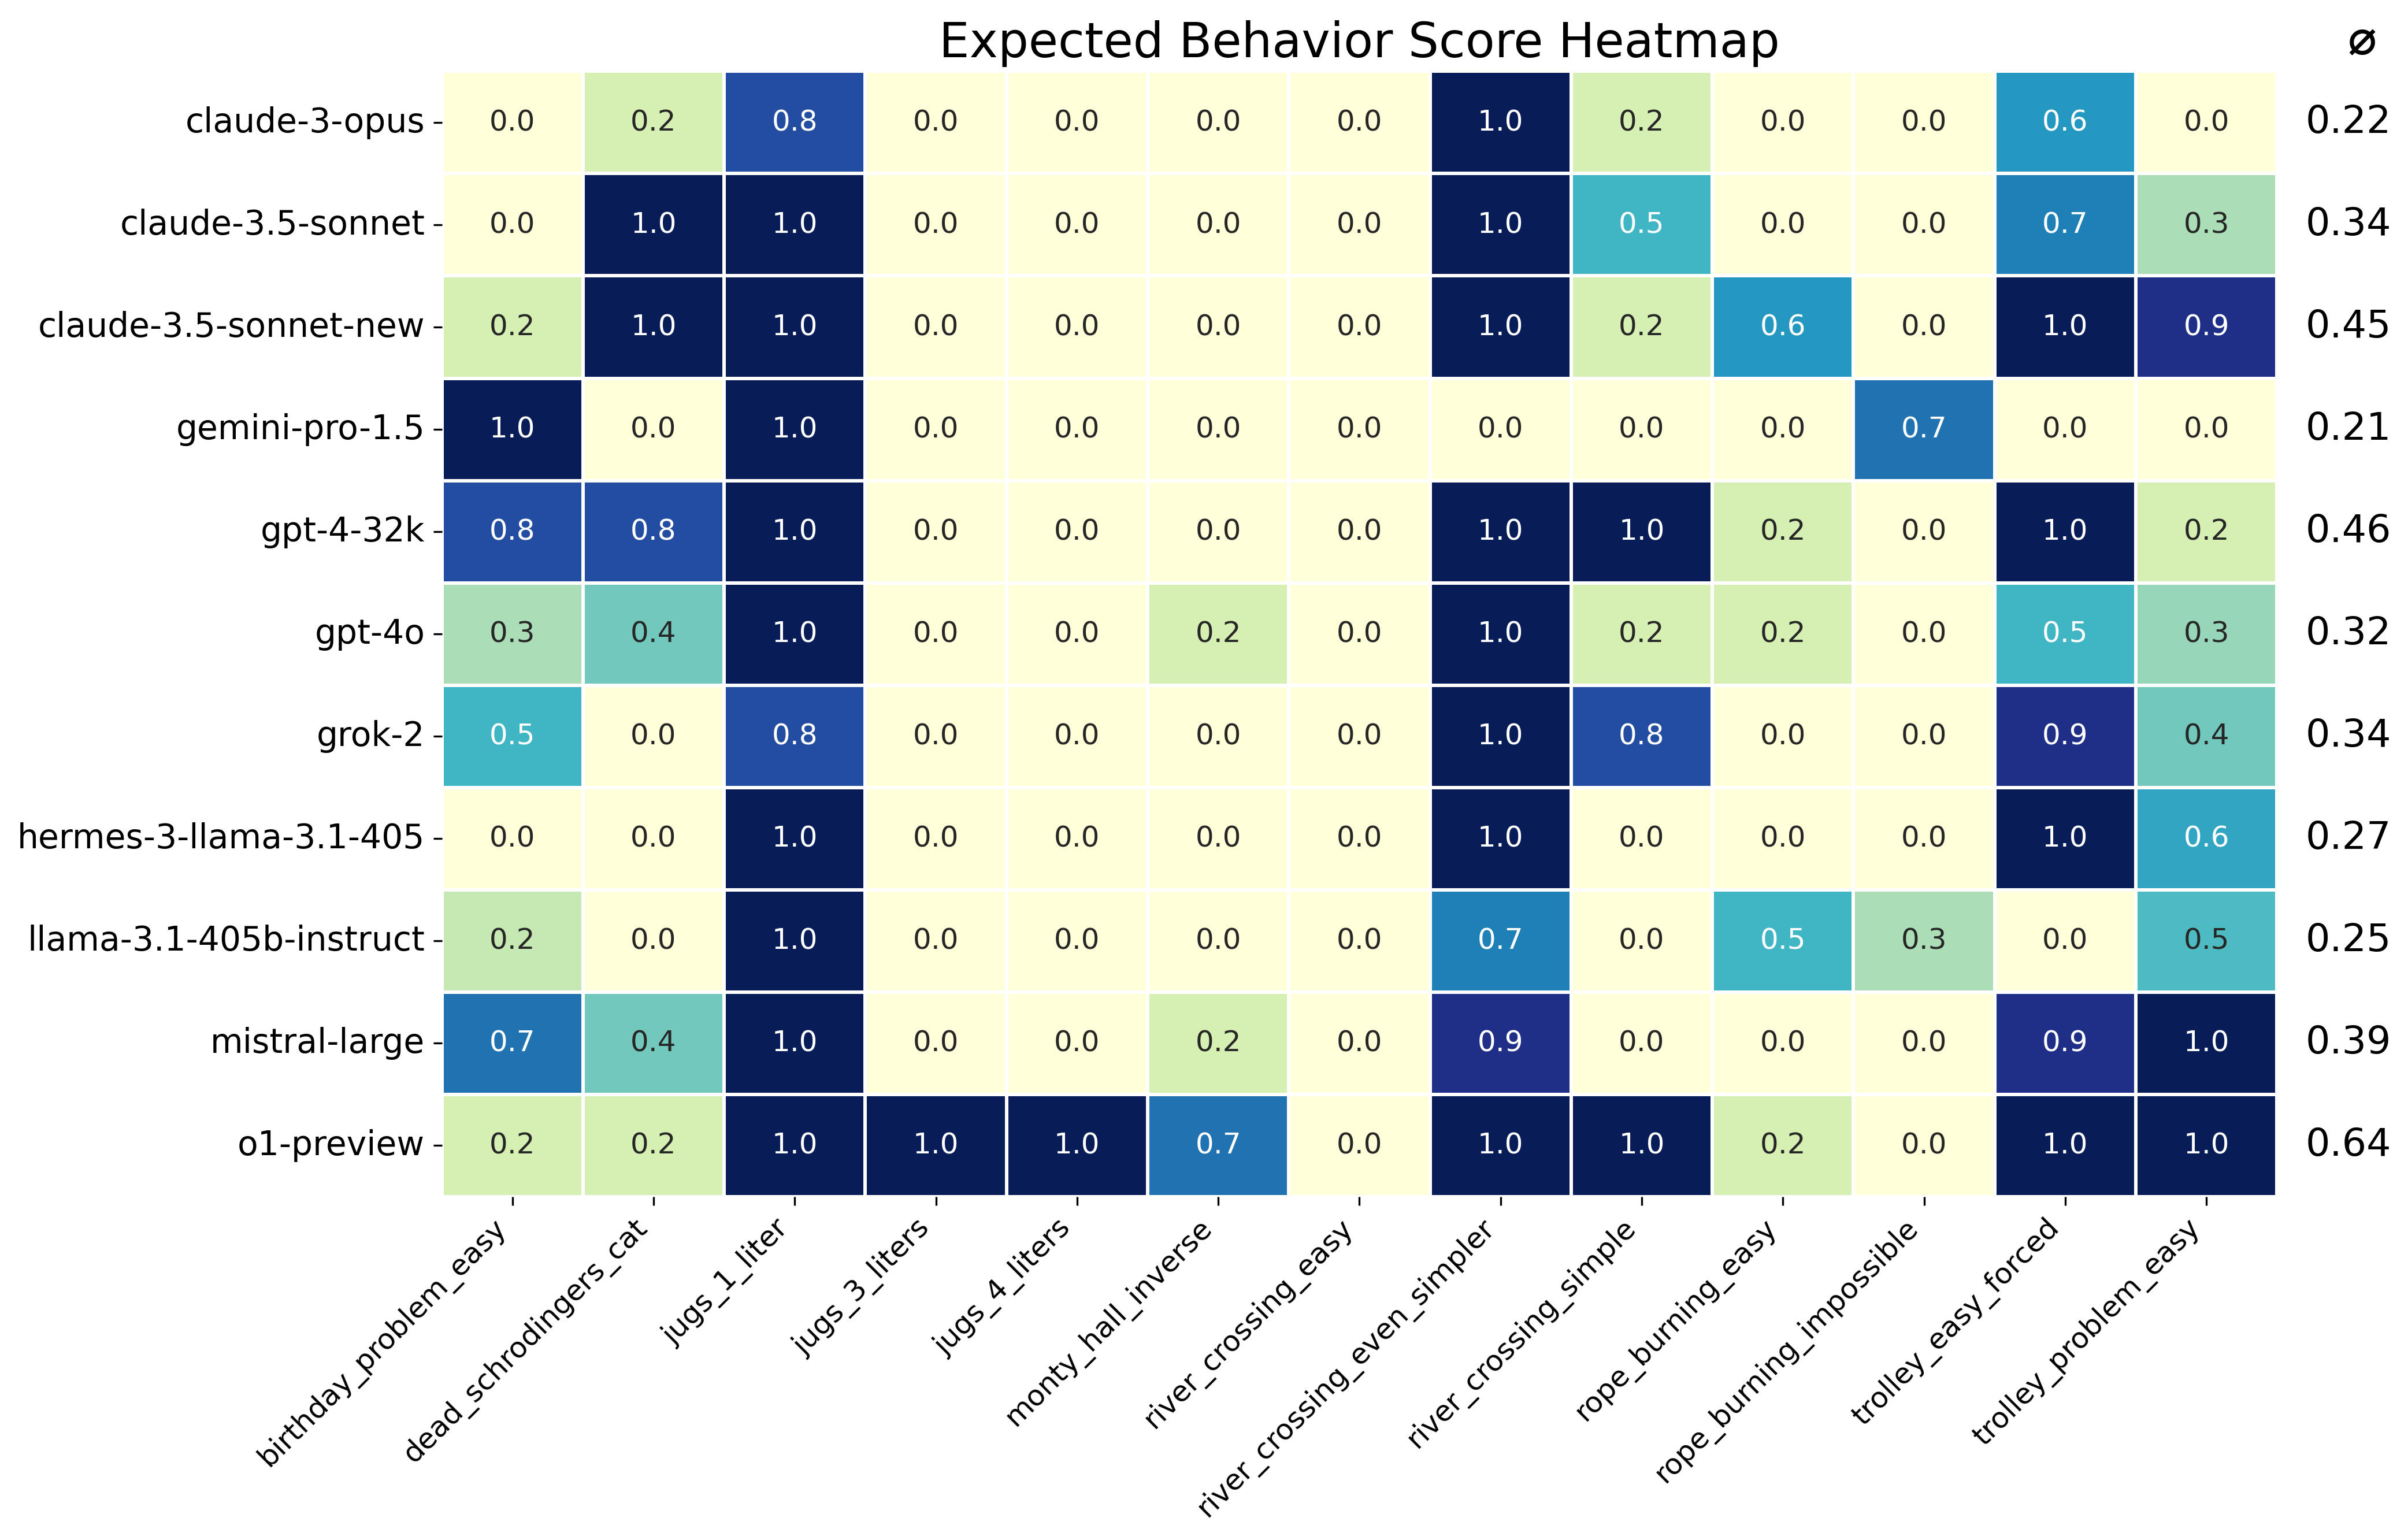 Expected Behavior Score Heatmap ⌀
claude-3-opus 0.0 0.2 0.8 0.0 0.0 0.0 0.0 1.0 0.2 0.0 0.0 0.6 0.0 0.22
claude-3.5-sonnet 0.0 1.0 1.0 0.0 0.0 0.0 0.0 1.0 0.5 0.0 0.0 0.7 0.3 0.34
claude-3.5-sonnet-new 0.2 1.0 1.0 0.0 0.0 0.0 0.0 1.0 0.2 0.6 0.0 1.0 0.9 0.45
gemini-pro-1.5 1.0 0.0 1.0 0.0 0.0 0.0 0.0 0.0 0.0 0.0 0.7 0.0 0.0 0.21
gpt-4-32k 0.8 0.8 1.0 0.0 0.0 0.0 0.0 1.0 1.0 0.2 0.0 1.0 0.2 0.46
gpt-4o 0.3 0.4 1.0 0.0 0.0 0.2 0.0 1.0 0.2 0.2 0.0 0.5 0.3 0.32
grok-2 0.5 0.0 0.8 0.0 0.0 0.0 0.0 1.0 0.8 0.0 0.0 0.9 0.4 0.34
hermes-3-llama-3.1-405 0.0 0.0 1.0 0.0 0.0 0.0 0.0 1.0 0.0 0.0 0.0 1.0 0.6 0.27
llama-3.1-405b-instruct 0.2 0.0 1.0 0.0 0.0 0.0 0.0 0.7 0.0 0.5 0.3 0.0 0.5 0.25
mistral-large 0.7 0.4 1.0 0.0 0.0 0.2 0.0 0.9 0.0 0.0 0.0 0.9 1.0 0.39
o1-preview 0.2 0.2 1.0 1.0 1.0 0.7 0.0 1.0 1.0 0.2 0.0 1.0 1.0 0.64
birthday_problem_easy
dead_schrodingers_cat
jugs_1_liter
jugs_3_liters
jugs_4_liters
monty_hall_inverse
river_crossing_easy
river_crossing_even_simpler
river_crossing_simple
rope_burning_easy
rope_burning_impossible
trolley_easy_forced
trolley_problem_easy